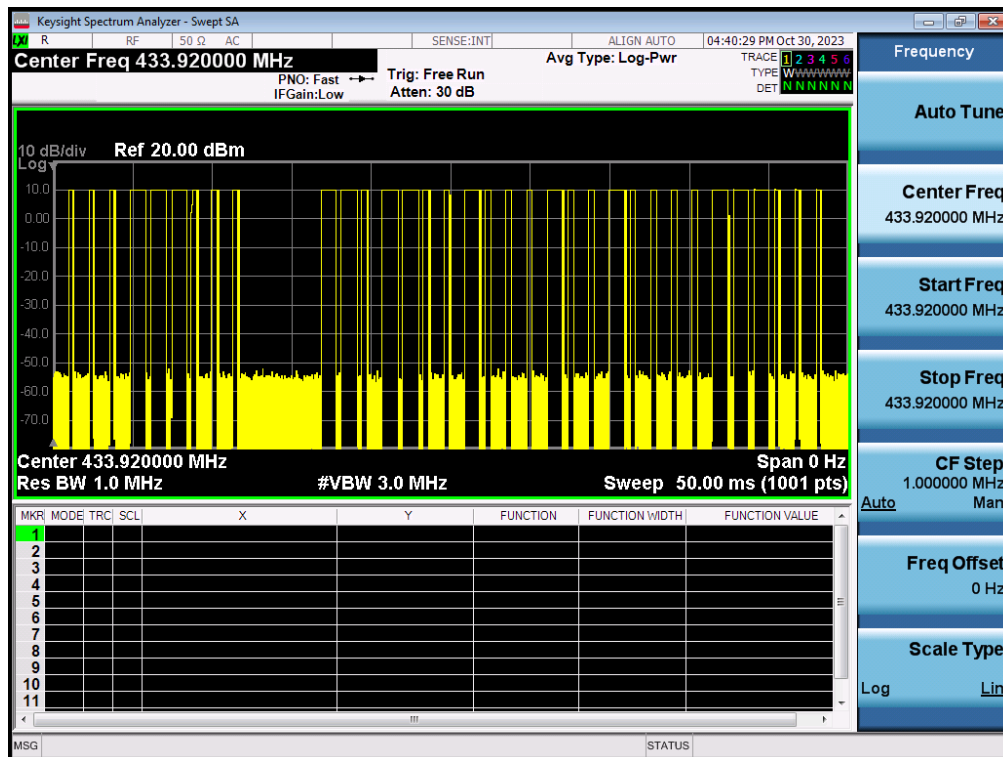 Keysight Spectrum Analyzer - Swept SA
LXI R RF 50 Ω AC SENSE:INT ALIGN AUTO 04:40:29 PM Oct 30, 2023
Center Freq 433.920000 MHz
PNO: Fast
IFGain:Low
Trig: Free Run
Atten: 30 dB
Avg Type: Log-Pwr
TRACE 1 2 3 4 5 6
TYPE WWWWWW
DET N N N N N N
10 dB/div Ref 20.00 dBm
Log
10.0
0.00
-10.0
-20.0
-30.0
-40.0
-50.0
-60.0
-70.0
Center 433.920000 MHz Span 0 Hz
Res BW 1.0 MHz #VBW 3.0 MHz Sweep 50.00 ms (1001 pts)
MKR MODE TRC SCL X Y FUNCTION FUNCTION WIDTH FUNCTION VALUE
1
2
3
4
5
6
7
8
9
10
11
MSG STATUS
Frequency
Auto Tune
Center Freq
433.920000 MHz
Start Freq
433.920000 MHz
Stop Freq
433.920000 MHz
CF Step
1.000000 MHz
Auto Man
Freq Offset
0 Hz
Scale Type
Log Lin